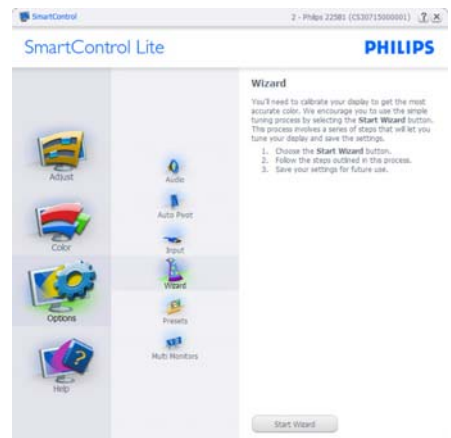 SmartControl
2 - Philips 225B1 (CS30715000001) ? X
SmartControl Lite
PHILIPS
Adjust
Color
Options
Help
Audio
Auto Pivot
Input
Wizard
Presets
Multi Monitors
Wizard
You'll need to calibrate your display to get the most
accurate color. We encourage you to use the simple
tuning process by selecting the Start Wizard button.
This process involves a series of steps that will let you
tune your display and save the settings.
1. Choose the Start Wizard button.
2. Follow the steps outlined in the process.
3. Save your settings for future use.
Start Wizard